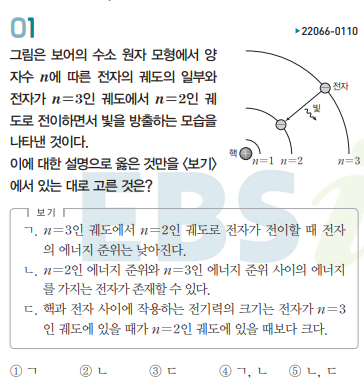 01
▶22066-0110
그림은 보어의 수소 원자 모형에서 양
자수 n에 따른 전자의 궤도의 일부와
전자가 n=3인 궤도에서 n=2인 궤
도로 전이하면서 빛을 방출하는 모습을
나타낸 것이다.
이에 대한 설명으로 옳은 것만을 <보기>
에서 있는 대로 고른 것은?
전자
빛
핵
n=1 n=2 n=3
보기
ㄱ. n=3인 궤도에서 n=2인 궤도로 전자가 전이할 때 전자
의 에너지 준위는 낮아진다.
ㄴ. n=2인 에너지 준위와 n=3인 에너지 준위 사이의 에너지
를 가지는 전자가 존재할 수 있다.
ㄷ. 핵과 전자 사이에 작용하는 전기력의 크기는 전자가 n=3
인 궤도에 있을 때가 n=2인 궤도에 있을 때보다 크다.
① ㄱ ② ㄴ ③ ㄷ ④ ㄱ, ㄴ ⑤ ㄴ, ㄷ
EBS